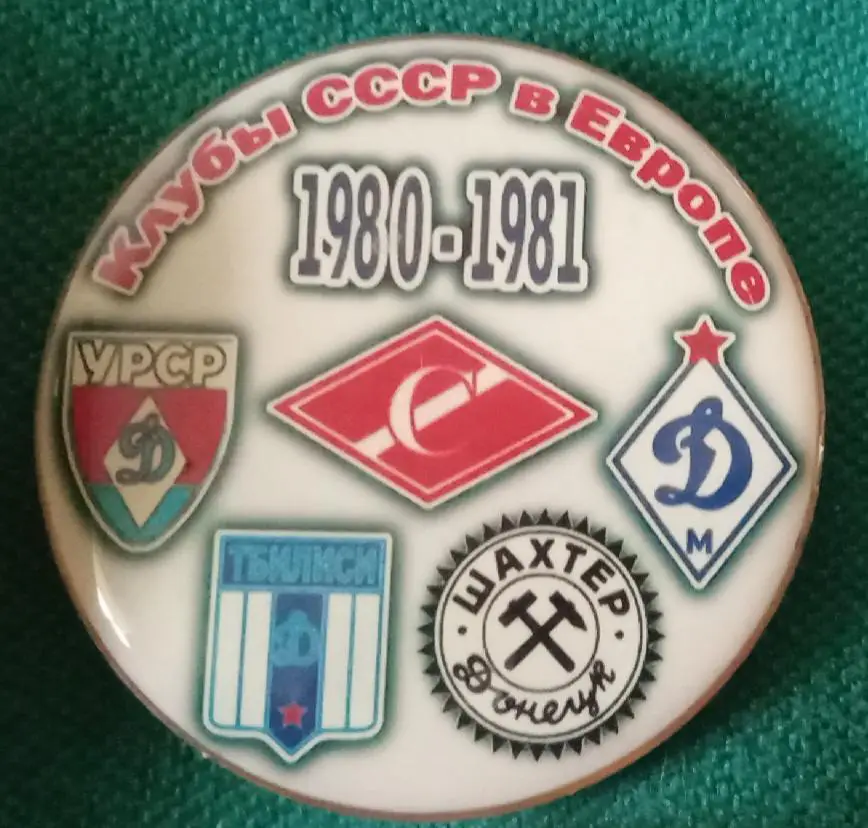 Клубы СССР в Европе
1980-1981
УРСР
Д
С
Д
М
ТБИЛИСИ
Д
ШАХТЕР
Донецк